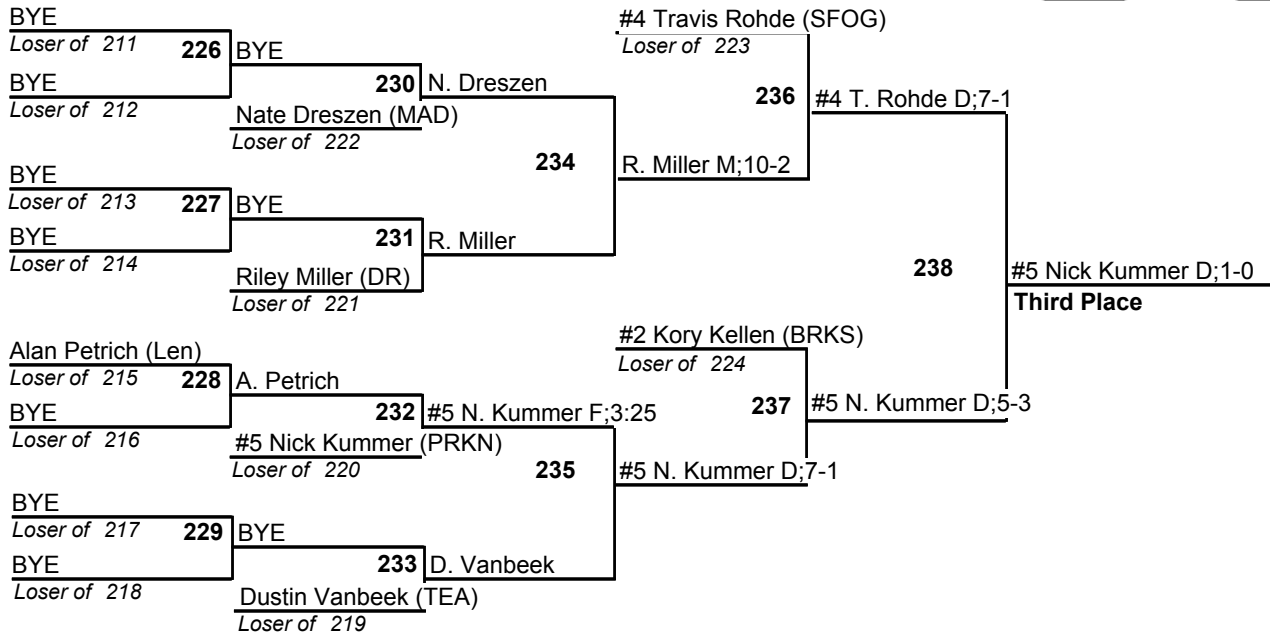 BYE
Loser of 211
226
BYE
BYE
Loser of 212
230
N. Dreszen
Nate Dreszen (MAD)
Loser of 222
234
BYE
Loser of 213
227
BYE
BYE
Loser of 214
231
R. Miller
Riley Miller (DR)
Loser of 221
#4 Travis Rohde (SFOG)
Loser of 223
236
#4 T. Rohde D;7-1
R. Miller M;10-2
238
#5 Nick Kummer D;1-0
Third Place
Alan Petrich (Len)
Loser of 215
228
A. Petrich
BYE
Loser of 216
232
#5 N. Kummer F;3:25
#5 Nick Kummer (PRKN)
Loser of 220
235
BYE
Loser of 217
229
BYE
BYE
Loser of 218
233
D. Vanbeek
Dustin Vanbeek (TEA)
Loser of 219
#2 Kory Kellen (BRKS)
Loser of 224
237
#5 N. Kummer D;5-3
#5 N. Kummer D;7-1